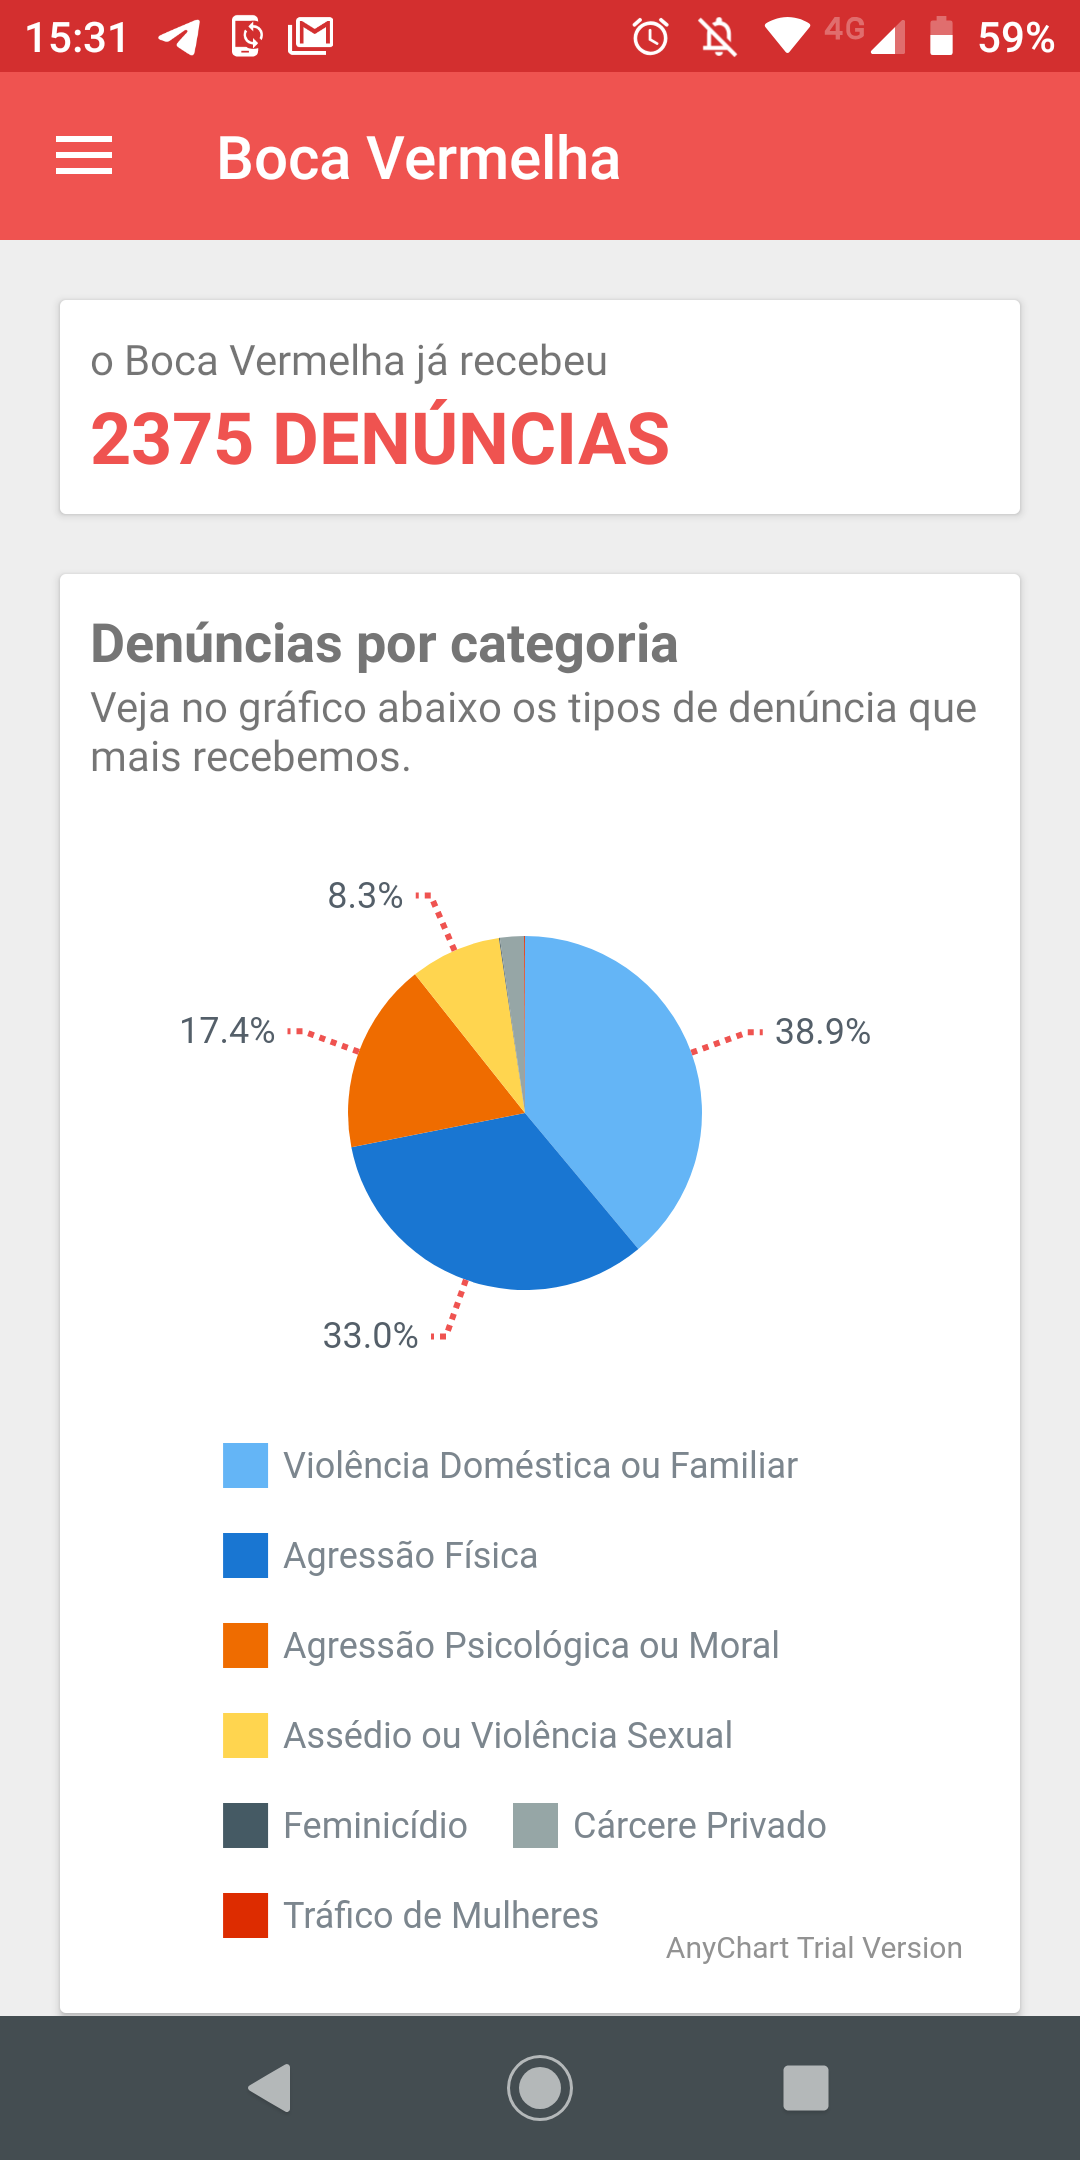 15:31
4G
59%
Boca Vermelha
o Boca Vermelha já recebeu
2375 DENÚNCIAS
Denúncias por categoria
Veja no gráfico abaixo os tipos de denúncia que
mais recebemos.
8.3%
17.4%
38.9%
33.0%
Violência Doméstica ou Familiar
Agressão Física
Agressão Psicológica ou Moral
Assédio ou Violência Sexual
Feminicídio
Cárcere Privado
Tráfico de Mulheres
AnyChart Trial Version